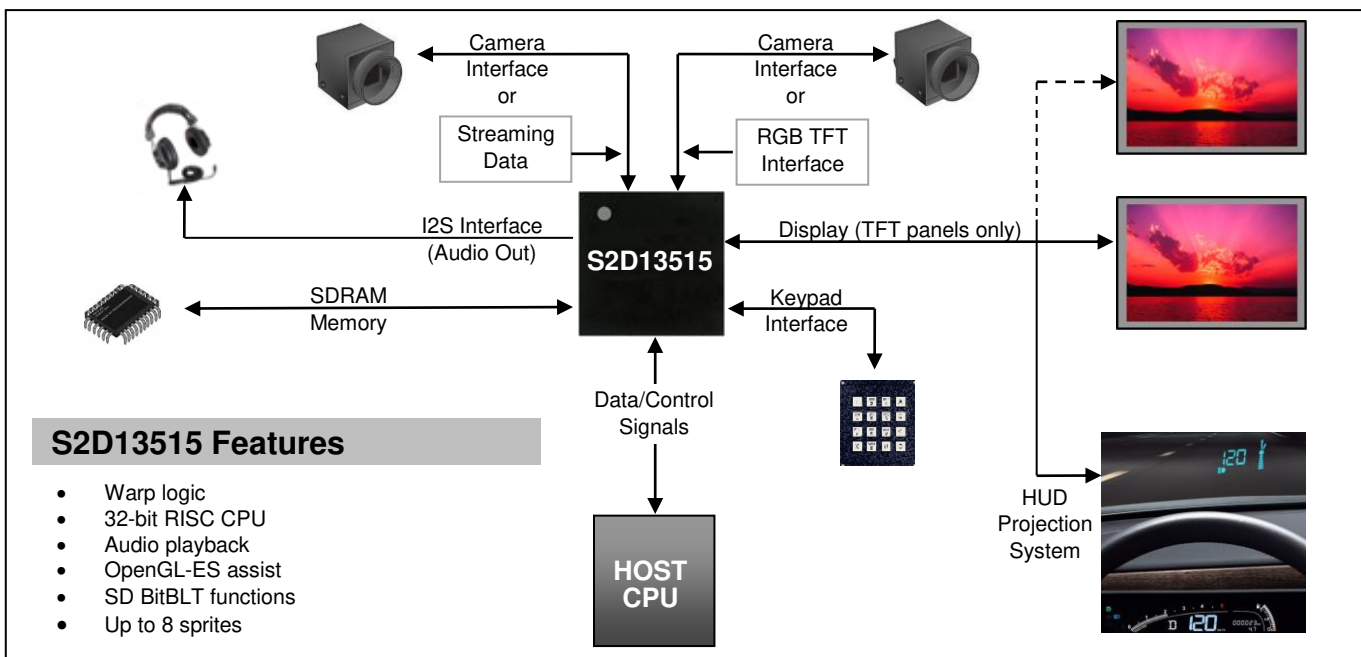 Camera
Interface
or
Streaming
Data
Camera
Interface
or
RGB TFT
Interface
I2S Interface
(Audio Out)
S2D13515
Display (TFT panels only)
SDRAM
Memory
Keypad
Interface
Data/Control
Signals
S2D13515 Features
• Warp logic
• 32-bit RISC CPU
• Audio playback
• OpenGL-ES assist
• SD BitBLT functions
• Up to 8 sprites
HOST
CPU
HUD
Projection
System
120
D 120